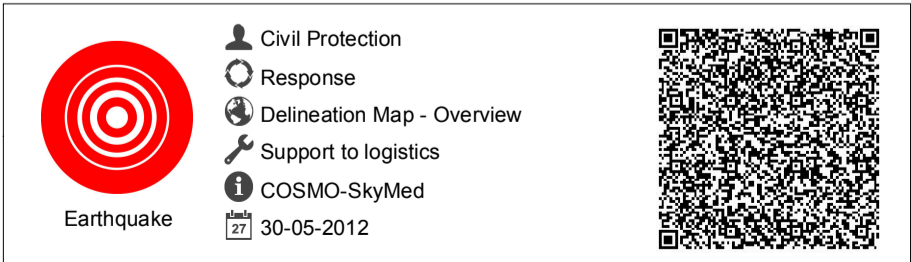 Civil Protection
Response
Delineation Map - Overview
Support to logistics
COSMO-SkyMed
27 30-05-2012
Earthquake